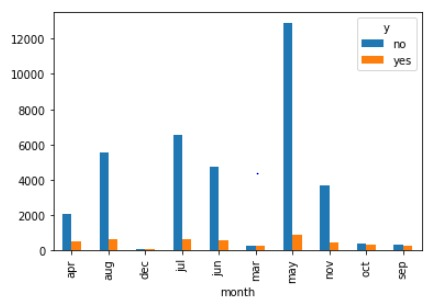 y
no
yes
12000
10000
8000
6000
4000
2000
0
apr
aug
dec
jul
jun
mar
may
nov
oct
sep
month